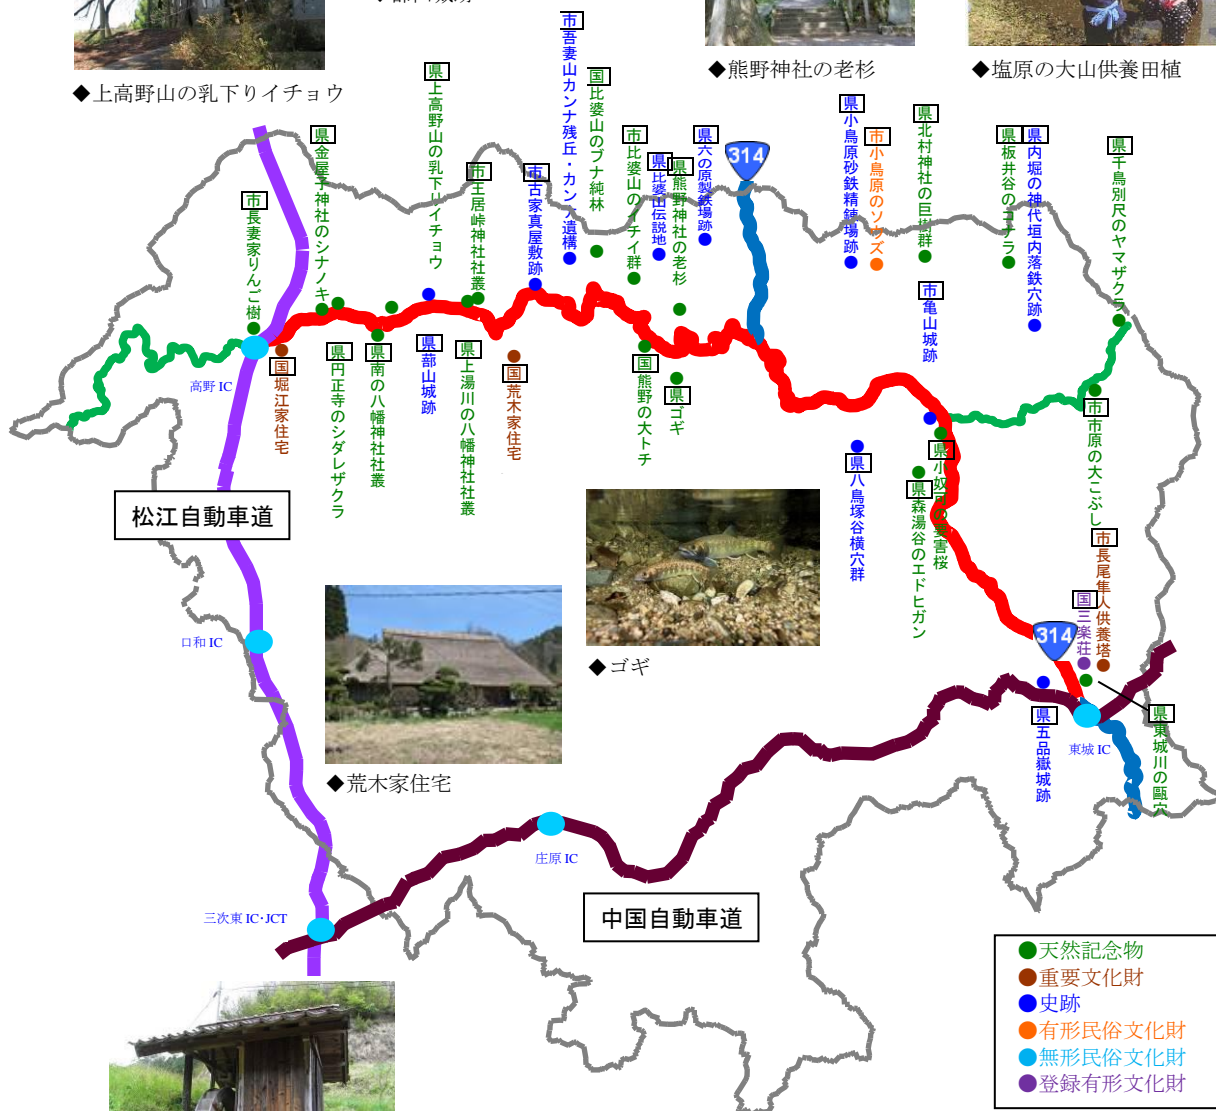 ◆上高野山の乳下りイチョウ
◆熊野神社の老杉
◆塩原の大山供養田植
市長妻家りんご樹
県金屋子神社のシナノキ
県上高野山の乳下りイチョウ
市王居峠神社社叢
市古家真屋敷跡
市吾妻山カンナ残丘・カンナ遺構
国比婆山のブナ純林
市比婆山のイチイ群
県比婆山伝説地
県熊野神社の老杉
県六の原製鉄場跡
314
県小鳥原砂鉄精錬場跡
市小鳥原のソウズ
県北村神社の巨樹群
市亀山城跡
県板井谷のコナラ
県内堀の神代垣内落鉄穴跡
県千鳥別尺のヤマザクラ
高野 IC
国堀江家住宅
県円正寺のシダレザクラ
県南の八幡神社社叢
県蔀山城跡
県上湯川の八幡神社社叢
国荒木家住宅
国熊野の大トチ
県ゴギ
県八鳥塚谷横穴群
県森湯谷のエドヒガン
県小奴可の要害桜
市市原の大こぶし
市長尾隼人供養塔
国三楽荘
松江自動車道
口和 IC
◆ゴギ
314
県五品嶽城跡
東城 IC
県東城川の甌穴
◆荒木家住宅
庄原 IC
三次東 IC・JCT
中国自動車道
●天然記念物
●重要文化財
●史跡
●有形民俗文化財
●無形民俗文化財
●登録有形文化財